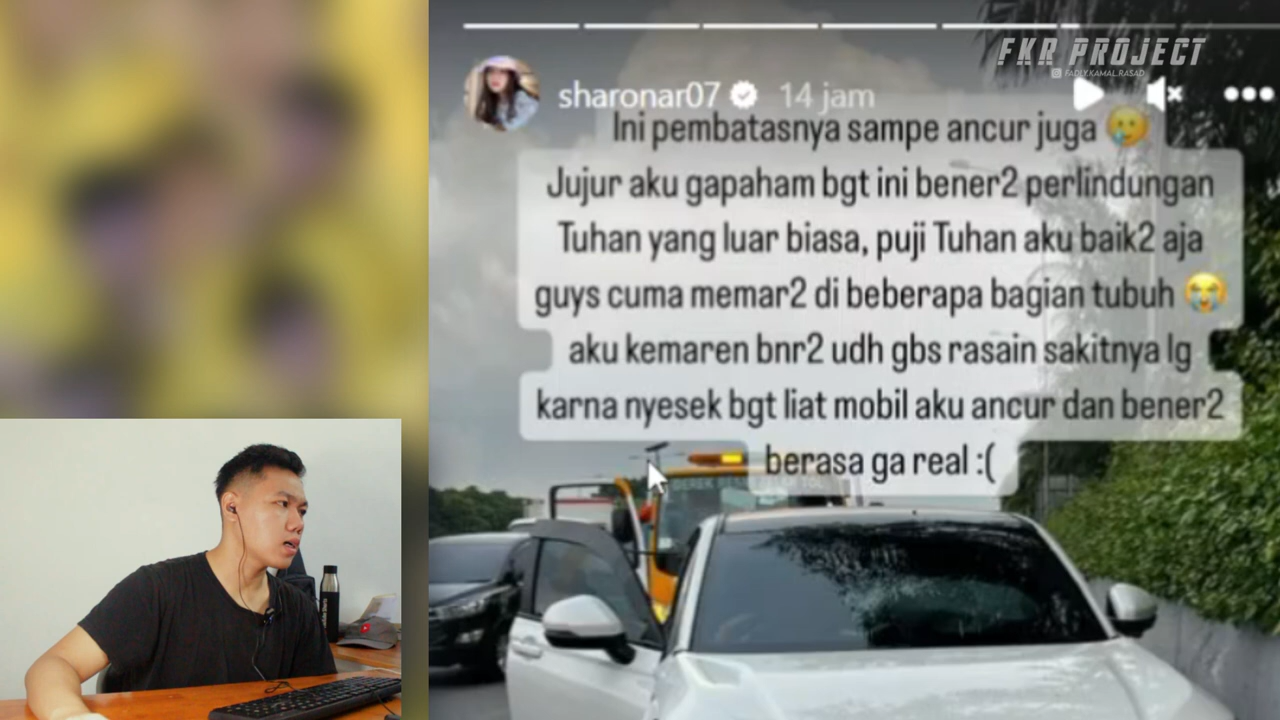 FKR PROJECT
FADLY.KAMAL.RASAD
sharonar07 14 jam
Ini pembatasnya sampe ancur juga 🥲
Jujur aku gapaham bgt ini bener2 perlindungan
Tuhan yang luar biasa, puji Tuhan aku baik2 aja
guys cuma memar2 di beberapa bagian tubuh 😭
aku kemaren bnr2 udh gbs rasain sakitnya lg
karna nyesek bgt liat mobil aku ancur dan bener2
berasa ga real :(
DEREK